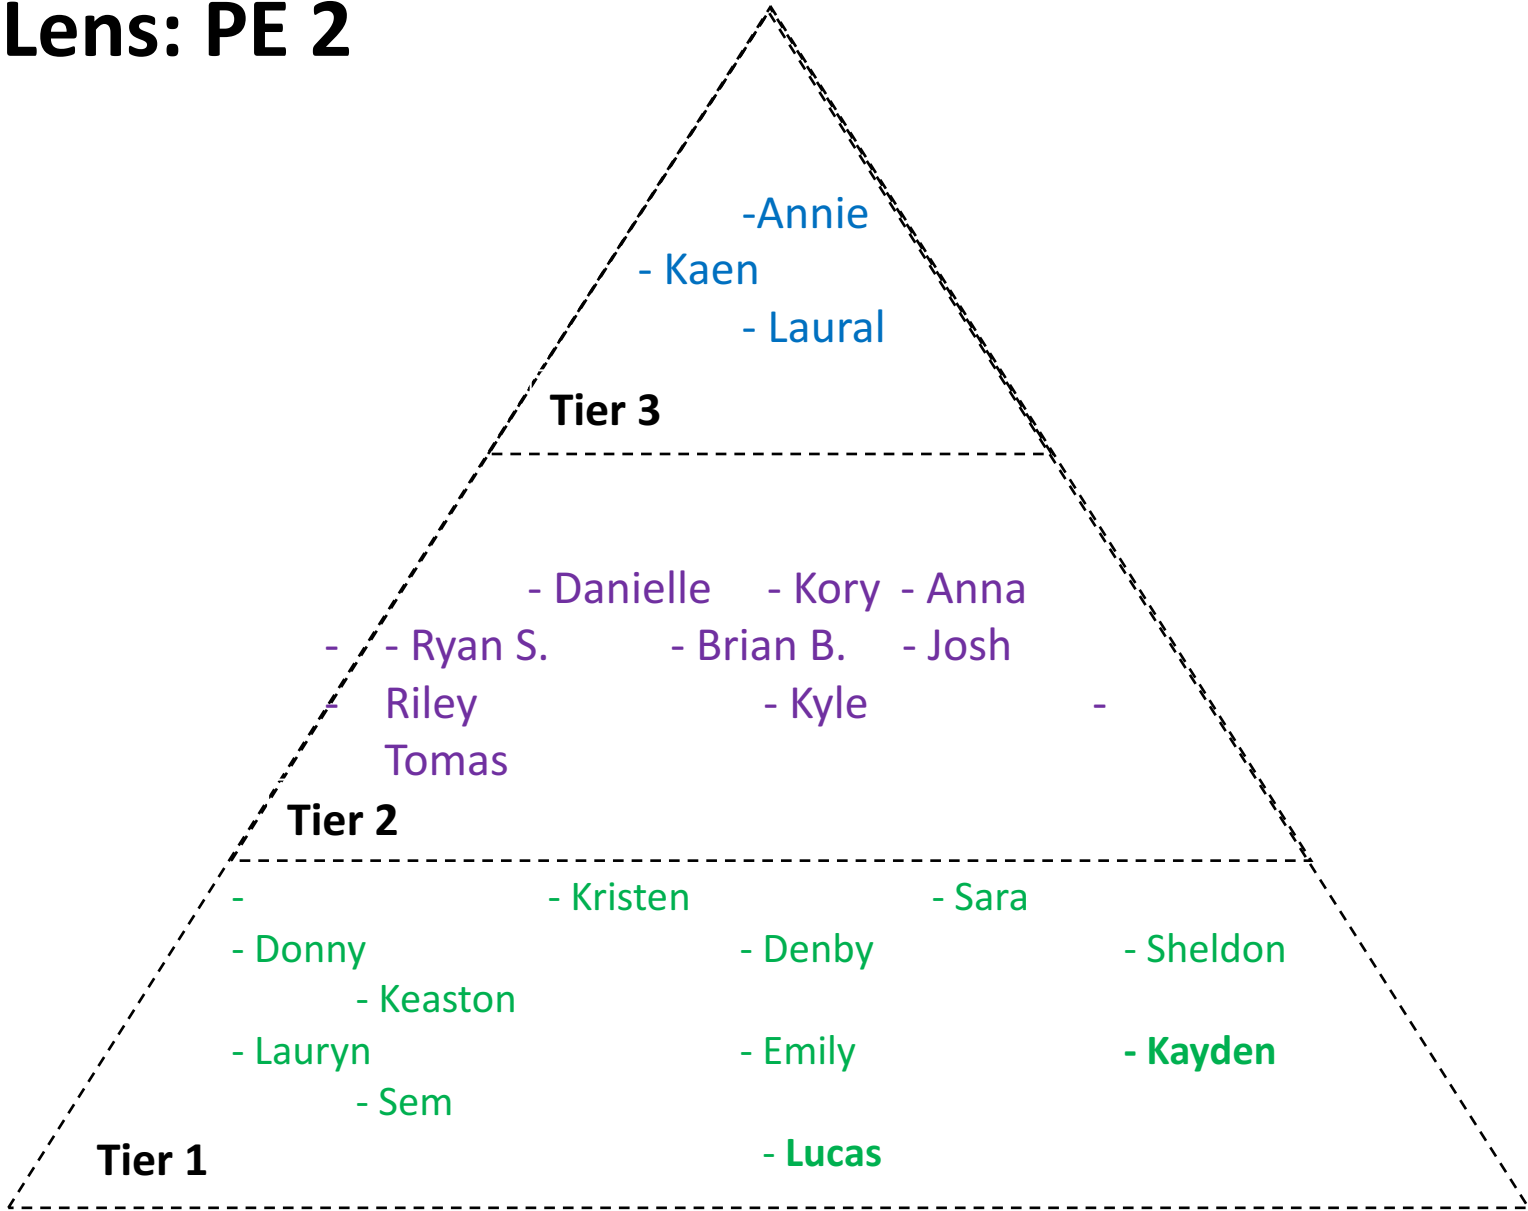 Lens: PE 2
-Annie
- Kaen
- Laural
Tier 3
- Danielle - Kory - Anna
- - Ryan S. - Brian B. - Josh
- Riley - Kyle -
Tomas
Tier 2
- - Kristen - Sara
- Donny - Denby - Sheldon
- Keaston
- Lauryn - Emily - Kayden
- Sem
- Lucas
Tier 1